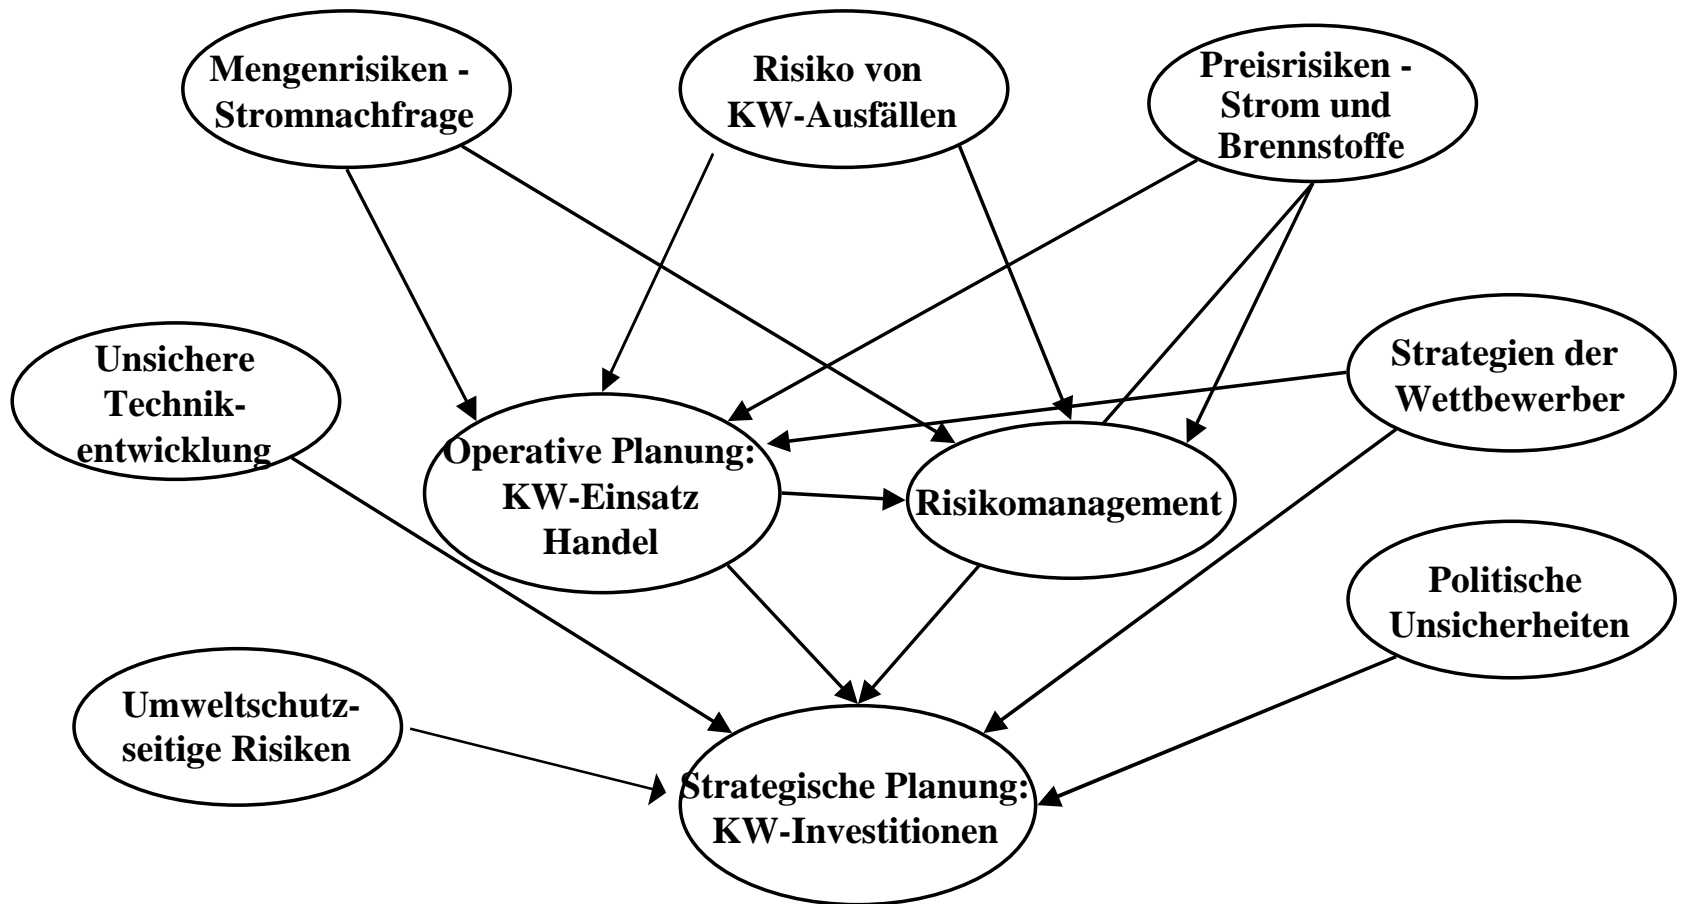 Mengenrisiken -
Stromnachfrage
Risiko von
KW-Ausfällen
Preisrisiken -
Strom und
Brennstoffe
Unsichere
Technik-
entwicklung
Strategien der
Wettbewerber
Operative Planung:
KW-Einsatz
Handel
Risikomanagement
Politische
Unsicherheiten
Umweltschutz-
seitige Risiken
Strategische Planung:
KW-Investitionen